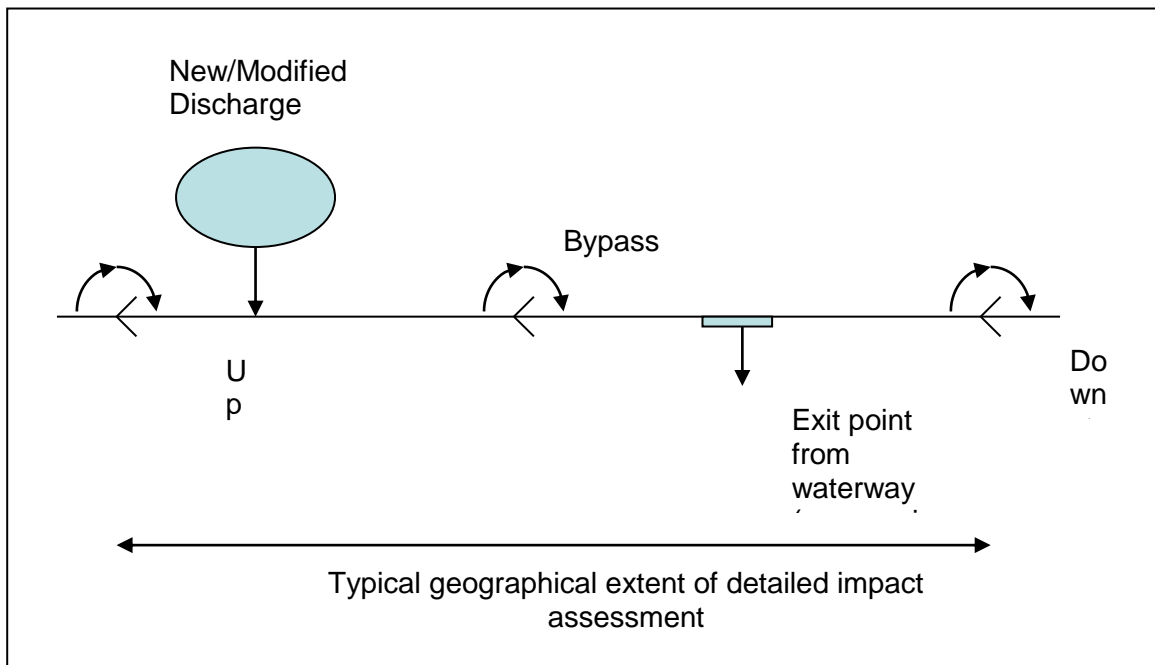 New/Modified
Discharge
Bypass
U
p
Do
wn
Exit point
from
waterway
Typical geographical extent of detailed impact
assessment